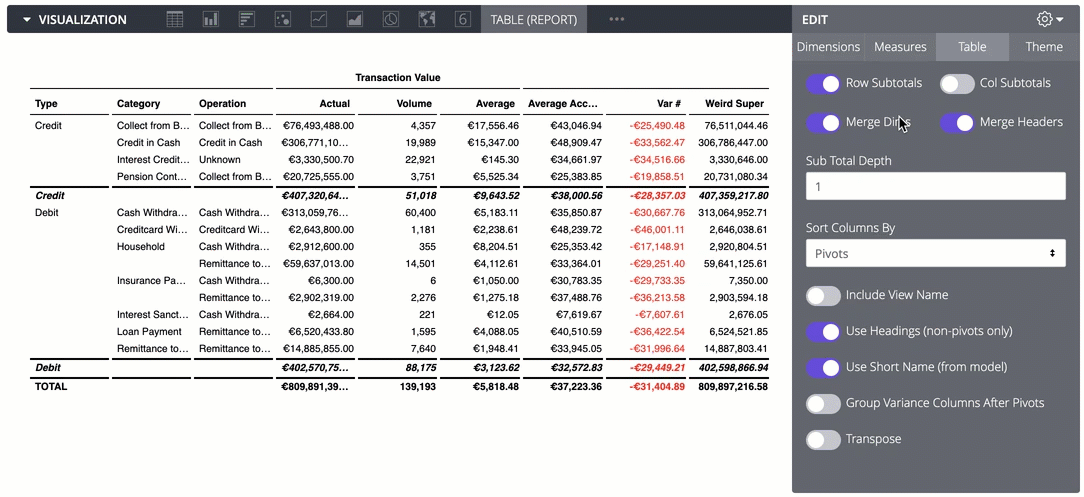 VISUALIZATION 6 TABLE (REPORT) ••• EDIT
Dimensions Measures Table Theme
Transaction Value
Type Category Operation Actual Volume Average Average Acc... Var # Weird Super
Credit Collect from B... Collect from B... €76,493,488.00 4,357 €17,556.46 €43,046.94 -€25,490.48 76,511,044.46
Credit in Cash Credit in Cash €306,771,10... 19,989 €15,347.00 €48,909.47 -€33,562.47 306,786,447.00
Interest Credit... Unknown €3,330,500.70 22,921 €145.30 €34,661.97 -€34,516.66 3,330,646.00
Pension Cont... Collect from B... €20,725,555.00 3,751 €5,525.34 €25,383.85 -€19,858.51 20,731,080.34
Credit €407,320,64... 51,018 €9,643.52 €38,000.56 -€28,357.03 407,359,217.80
Debit Cash Withdra... Cash Withdra... €313,059,76... 60,400 €5,183.11 €35,850.87 -€30,667.76 313,064,952.71
Creditcard Wi... Creditcard Wi... €2,643,800.00 1,181 €2,238.61 €48,239.72 -€46,001.11 2,646,038.61
Household Cash Withdra... €2,912,600.00 355 €8,204.51 €25,353.42 -€17,148.91 2,920,804.51
Remittance to... €59,637,013.00 14,501 €4,112.61 €33,364.01 -€29,251.40 59,641,125.61
Insurance Pa... Cash Withdra... €6,300.00 6 €1,050.00 €30,783.35 -€29,733.35 7,350.00
Remittance to... €2,902,319.00 2,276 €1,275.18 €37,488.76 -€36,213.58 2,903,594.18
Interest Sanct... Cash Withdra... €2,664.00 221 €12.05 €7,619.67 -€7,607.61 2,676.05
Loan Payment Remittance to... €6,520,433.80 1,595 €4,088.05 €40,510.59 -€36,422.54 6,524,521.85
Remittance to... Remittance to... €14,885,855.00 7,640 €1,948.41 €33,945.05 -€31,996.64 14,887,803.41
Debit €402,570,75... 88,175 €3,123.62 €32,572.83 -€29,449.21 402,598,866.94
TOTAL €809,891,39... 139,193 €5,818.48 €37,223.36 -€31,404.89 809,897,216.58
Row Subtotals Col Subtotals
Merge Dims Merge Headers
Sub Total Depth
1
Sort Columns By
Pivots
Include View Name
Use Headings (non-pivots only)
Use Short Name (from model)
Group Variance Columns After Pivots
Transpose